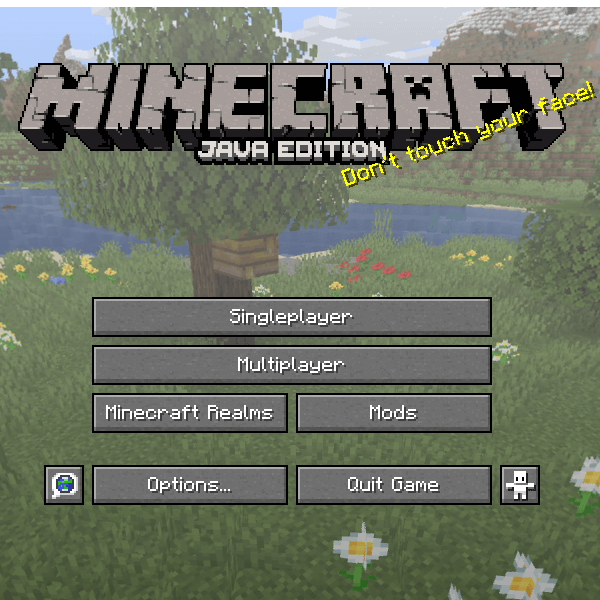 MINECRAFT
JAVA EDITION
Don't touch your face!
Singleplayer
Multiplayer
Minecraft Realms
Mods
Options...
Quit Game